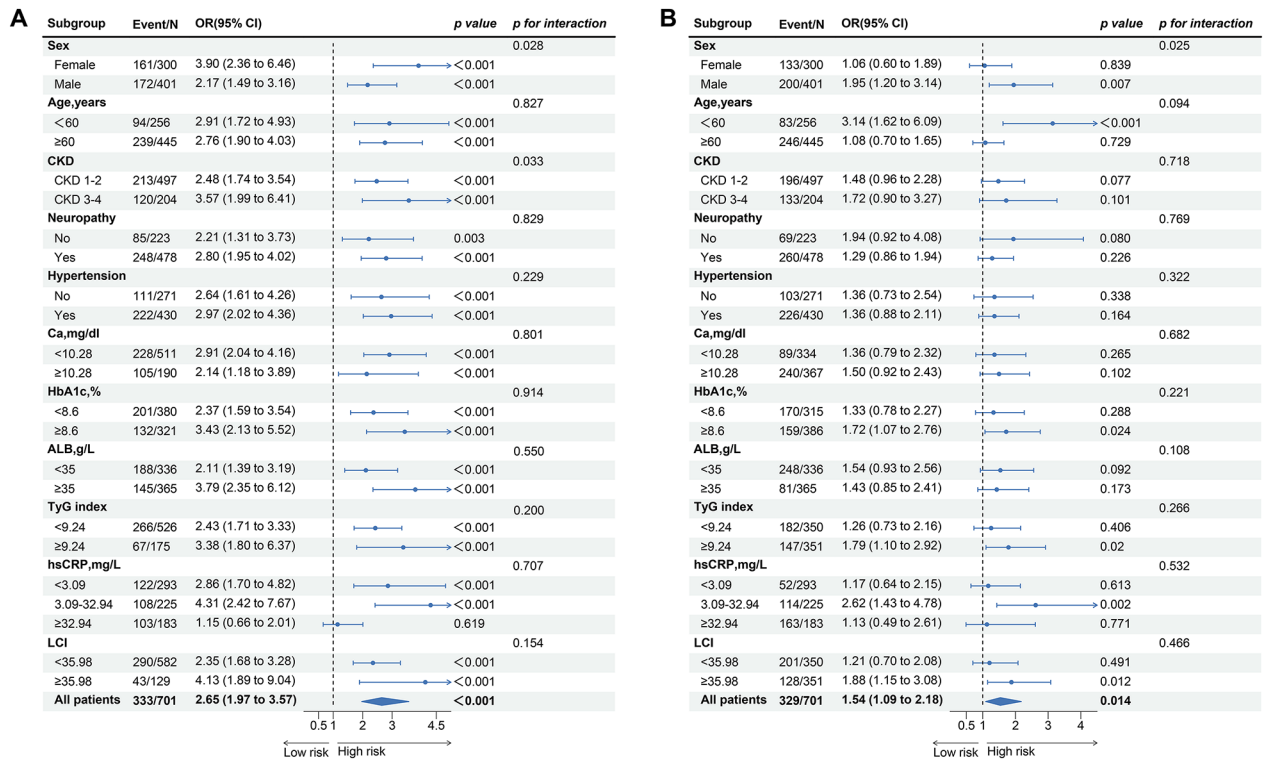 A
Subgroup Event/N OR(95% CI) p value p for interaction
Sex 0.028
Female 161/300 3.90 (2.36 to 6.46) <0.001
Male 172/401 2.17 (1.49 to 3.16) <0.001
Age,years 0.827
<60 94/256 2.91 (1.72 to 4.93) <0.001
≥60 239/445 2.76 (1.90 to 4.03) <0.001
CKD 0.033
CKD 1-2 213/497 2.48 (1.74 to 3.54) <0.001
CKD 3-4 120/204 3.57 (1.99 to 6.41) <0.001
Neuropathy 0.829
No 85/223 2.21 (1.31 to 3.73) 0.003
Yes 248/478 2.80 (1.95 to 4.02) <0.001
Hypertension 0.229
No 111/271 2.64 (1.61 to 4.26) <0.001
Yes 222/430 2.97 (2.02 to 4.36) <0.001
Ca,mg/dl 0.801
<10.28 228/511 2.91 (2.04 to 4.16) <0.001
≥10.28 105/190 2.14 (1.18 to 3.89) <0.001
HbA1c,% 0.914
<8.6 201/380 2.37 (1.59 to 3.54) <0.001
≥8.6 132/321 3.43 (2.13 to 5.52) <0.001
ALB,g/L 0.550
<35 188/336 2.11 (1.39 to 3.19) <0.001
≥35 145/365 3.79 (2.35 to 6.12) <0.001
TyG index 0.200
<9.24 266/526 2.43 (1.71 to 3.33) <0.001
≥9.24 67/175 3.38 (1.80 to 6.37) <0.001
hsCRP,mg/L 0.707
<3.09 122/293 2.86 (1.70 to 4.82) <0.001
3.09-32.94 108/225 4.31 (2.42 to 7.67) <0.001
≥32.94 103/183 1.15 (0.66 to 2.01) 0.619
LCI 0.154
<35.98 290/582 2.35 (1.68 to 3.28) <0.001
≥35.98 43/129 4.13 (1.89 to 9.04) <0.001
All patients 333/701 2.65 (1.97 to 3.57) <0.001
0.5 1 2 3 4.5
Low risk High risk
B
Subgroup Event/N OR(95% CI) p value p for interaction
Sex 0.025
Female 133/300 1.06 (0.60 to 1.89) 0.839
Male 200/401 1.95 (1.20 to 3.14) 0.007
Age,years 0.094
<60 83/256 3.14 (1.62 to 6.09) <0.001
≥60 246/445 1.08 (0.70 to 1.65) 0.729
CKD 0.718
CKD 1-2 196/497 1.48 (0.96 to 2.28) 0.077
CKD 3-4 133/204 1.72 (0.90 to 3.27) 0.101
Neuropathy 0.769
No 69/223 1.94 (0.92 to 4.08) 0.080
Yes 260/478 1.29 (0.86 to 1.94) 0.226
Hypertension 0.322
No 103/271 1.36 (0.73 to 2.54) 0.338
Yes 226/430 1.36 (0.88 to 2.11) 0.164
Ca,mg/dl 0.682
<10.28 89/334 1.36 (0.79 to 2.32) 0.265
≥10.28 240/367 1.50 (0.92 to 2.43) 0.102
HbA1c,% 0.221
<8.6 170/315 1.33 (0.78 to 2.27) 0.288
≥8.6 159/386 1.72 (1.07 to 2.76) 0.024
ALB,g/L 0.108
<35 248/336 1.54 (0.93 to 2.56) 0.092
≥35 81/365 1.43 (0.85 to 2.41) 0.173
TyG index 0.266
<9.24 182/350 1.26 (0.73 to 2.16) 0.406
≥9.24 147/351 1.79 (1.10 to 2.92) 0.02
hsCRP,mg/L 0.532
<3.09 52/293 1.17 (0.64 to 2.15) 0.613
3.09-32.94 114/225 2.62 (1.43 to 4.78) 0.002
≥32.94 163/183 1.13 (0.49 to 2.61) 0.771
LCI 0.466
<35.98 201/350 1.21 (0.70 to 2.08) 0.491
≥35.98 128/351 1.88 (1.15 to 3.08) 0.012
All patients 329/701 1.54 (1.09 to 2.18) 0.014
0.5 1 2 3 4
Low risk High risk